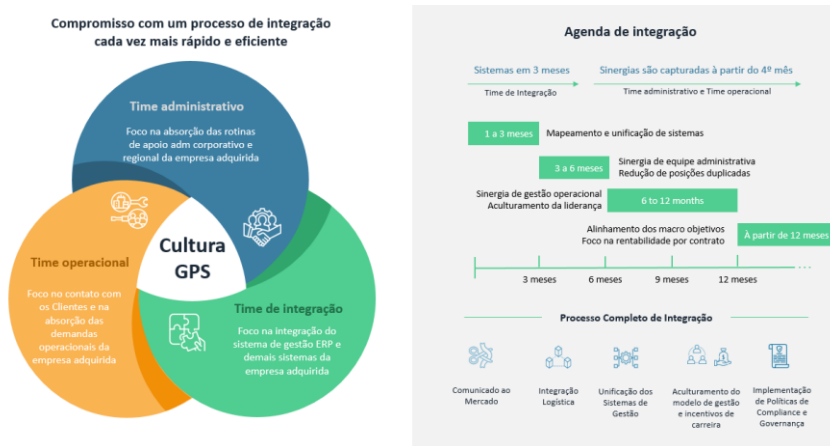 Compromisso com um processo de integração
cada vez mais rápido e eficiente
Time administrativo
Foco na absorção das rotinas
de apoio adm corporativo e
regional da empresa adquirida
Cultura
GPS
Time operacional
Foco no contato com
os Clientes e na
absorção das
demandas
operacionais da
empresa adquirida
Time de integração
Foco na integração do
sistema de gestão ERP e
demais sistemas da
empresa adquirida
Agenda de integração
Sistemas em 3 meses
Time de Integração
Sinergias são capturadas à partir do 4º mês
Time administrativo e Time operacional
1 a 3 meses
Mapeamento e unificação de sistemas
3 a 6 meses
Sinergia de equipe administrativa
Redução de posições duplicadas
Sinergia de gestão operacional
Aculturamento da liderança
6 to 12 months
Alinhamento dos macro objetivos
Foco na rentabilidade por contrato
À partir de 12 meses
3 meses
6 meses
9 meses
12 meses
Processo Completo de Integração
Comunicado ao
Mercado
Integração
Logística
Unificação dos
Sistemas de
Gestão
Aculturamento do
modelo de gestão
e incentivos de
carreira
Implementação
de Políticas de
Compliance e
Governança